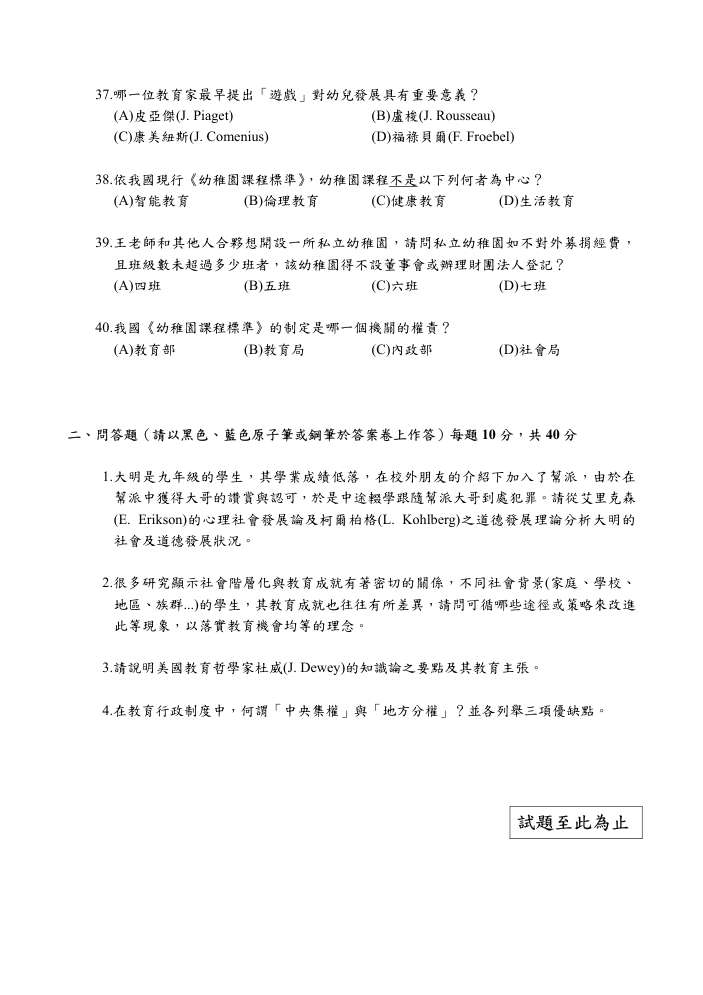 37.哪一位教育家最早提出「遊戲」對幼兒發展具有重要意義？
(A)皮亞傑(J. Piaget) (B)盧梭(J. Rousseau)
(C)康美紐斯(J. Comenius) (D)福祿貝爾(F. Froebel)
38.依我國現行《幼稚園課程標準》，幼稚園課程不是以下列何者為中心？
(A)智能教育 (B)倫理教育 (C)健康教育 (D)生活教育
39.王老師和其他人合夥想開設一所私立幼稚園，請問私立幼稚園如不對外募捐經費，
且班級數未超過多少班者，該幼稚園得不設董事會或辦理財團法人登記？
(A)四班 (B)五班 (C)六班 (D)七班
40.我國《幼稚園課程標準》的制定是哪一個機關的權責？
(A)教育部 (B)教育局 (C)內政部 (D)社會局
二、問答題（請以黑色、藍色原子筆或鋼筆於答案卷上作答）每題 10 分，共 40 分
1.大明是九年級的學生，其學業成績低落，在校外朋友的介紹下加入了幫派，由於在
幫派中獲得大哥的讚賞與認可，於是中途輟學跟隨幫派大哥到處犯罪。請從艾里克森
(E. Erikson)的心理社會發展論及柯爾柏格(L. Kohlberg)之道德發展理論分析大明的
社會及道德發展狀況。
2.很多研究顯示社會階層化與教育成就有著密切的關係，不同社會背景(家庭、學校、
地區、族群...)的學生，其教育成就也往往有所差異，請問可循哪些途徑或策略來改進
此等現象，以落實教育機會均等的理念。
3.請說明美國教育哲學家杜威(J. Dewey)的知識論之要點及其教育主張。
4.在教育行政制度中，何謂「中央集權」與「地方分權」？並各列舉三項優缺點。
試題至此為止